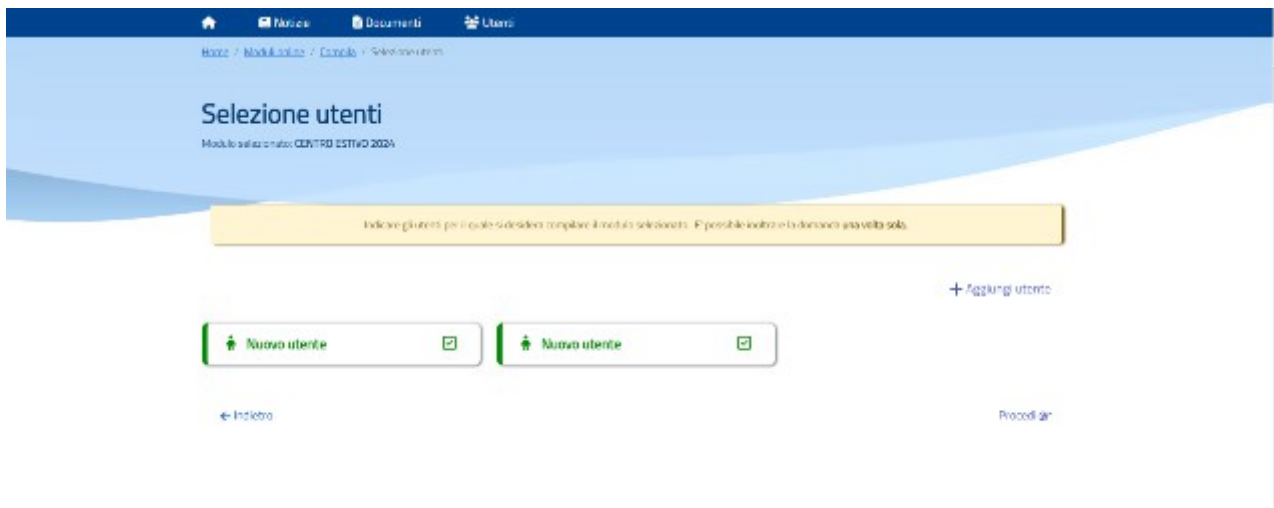 Notizie Documenti Utenti
Home / Moduli online / Compila / Selezione utenti
Selezione utenti
Modulo selezionato: CENTRO ESTIVO 2024
Indicare gli utenti per il quale si desidera compilare il modulo selezionato. E' possibile inoltrare la domanda una volta sola.
+ Aggiungi utente
Nuovo utente Nuovo utente
← Indietro Procedi